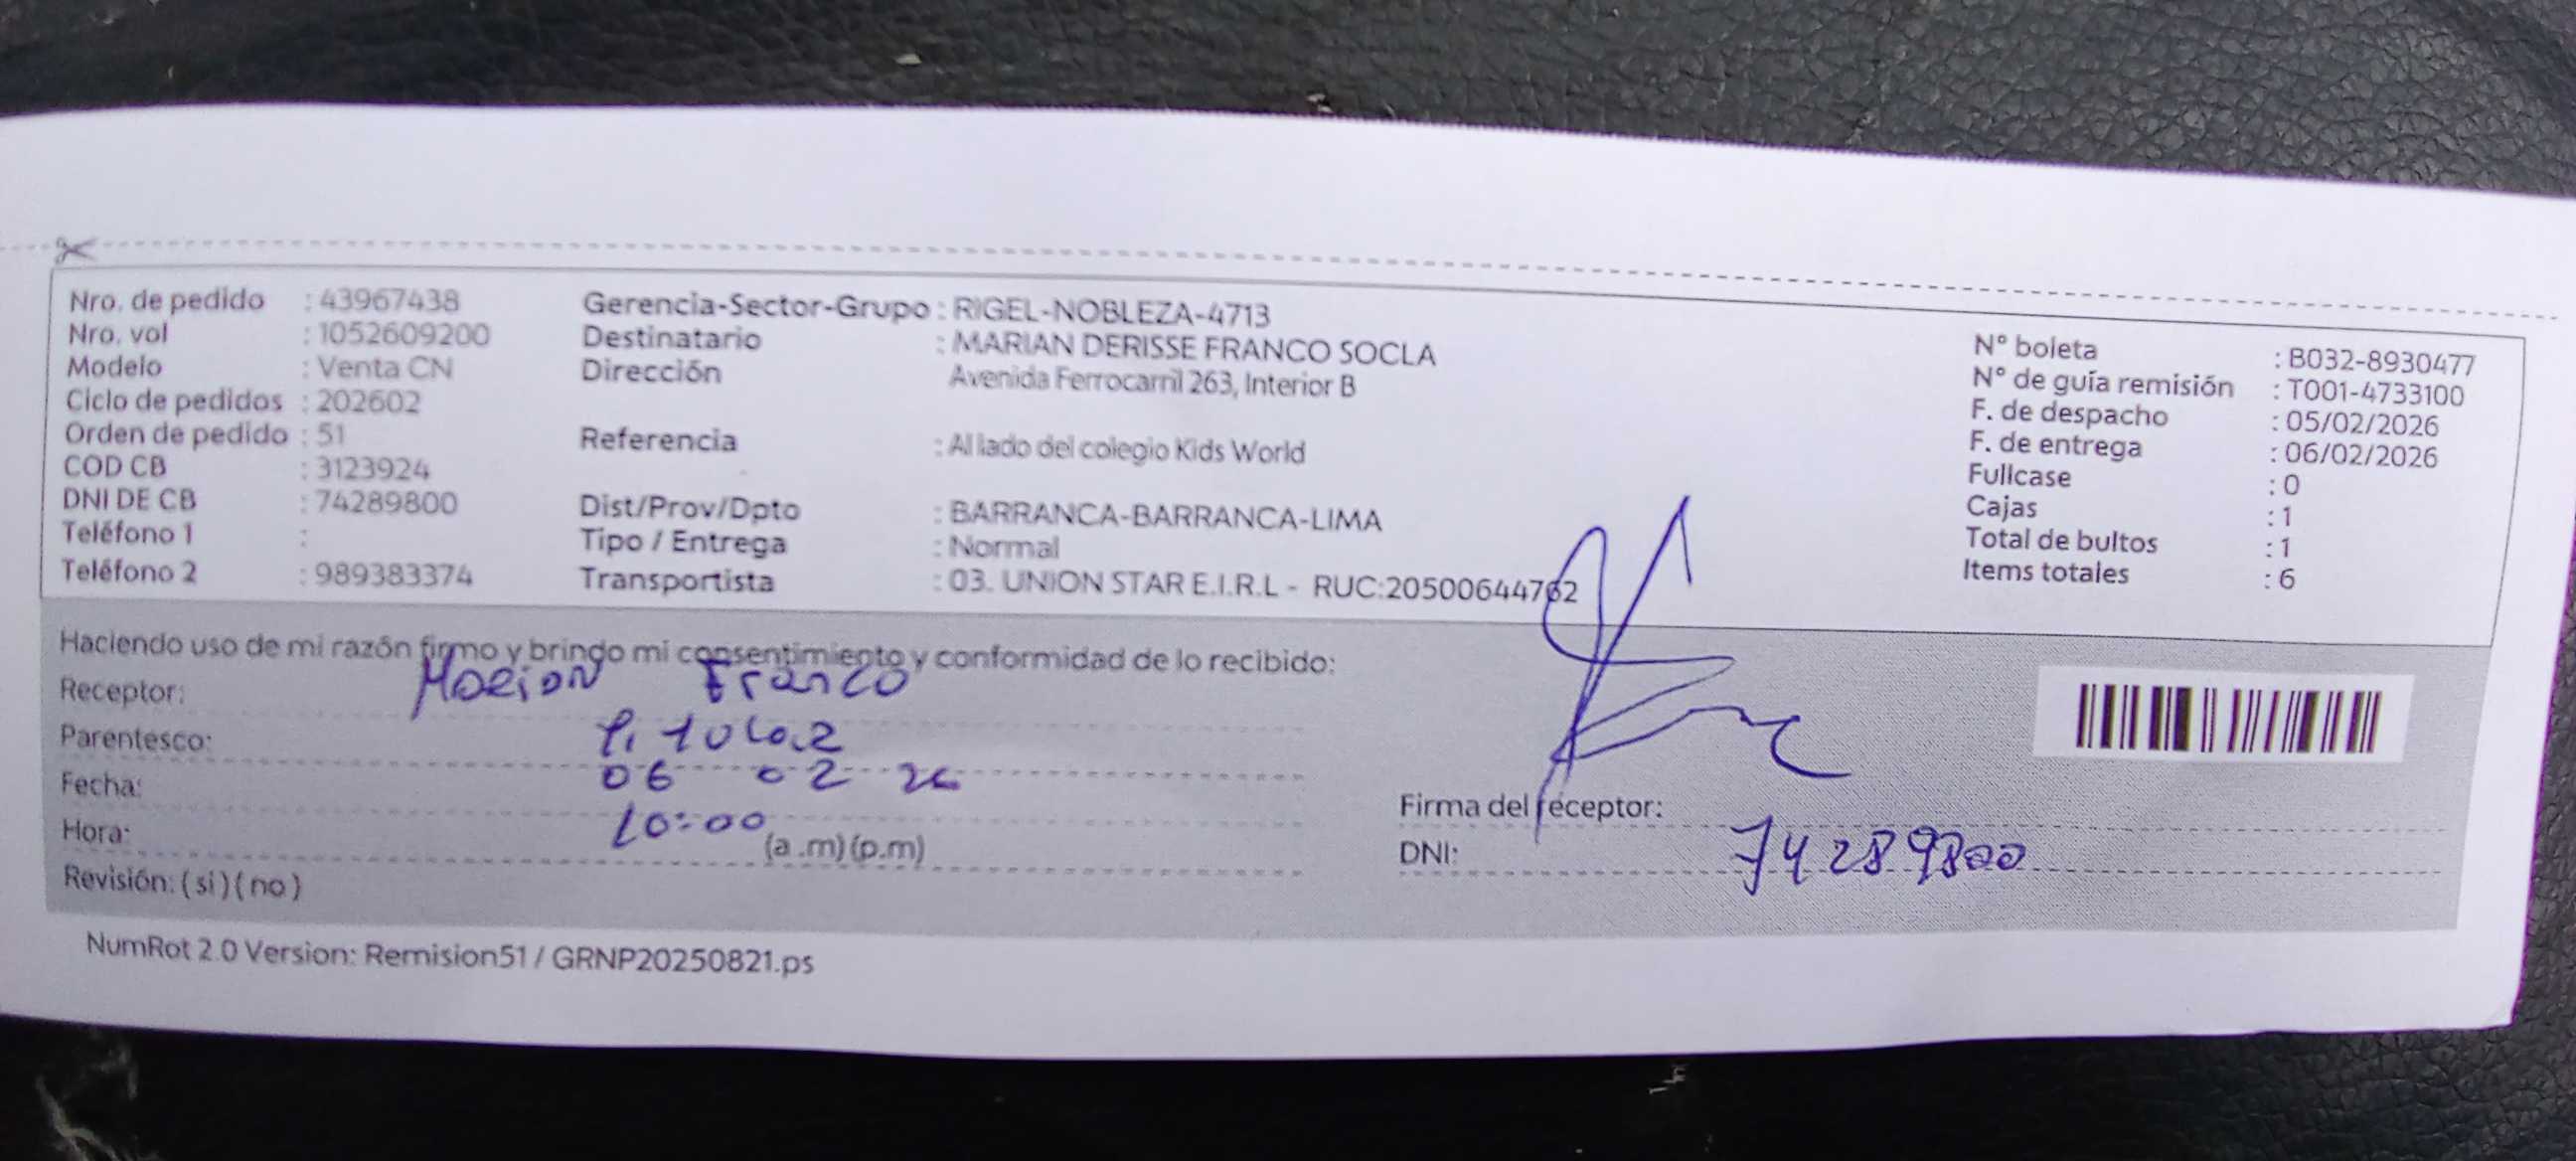 Nro. de pedido : 43967438
Nro. vol : 1052609200
Modelo : Venta CN
Ciclo de pedidos : 202602
Orden de pedido : 51
COD CB : 3123924
DNI DE CB : 74289800
Teléfono 1 :
Teléfono 2 : 989383374
Gerencia-Sector-Grupo : RIGEL-NOBLEZA-4713
Destinatario : MARIAN DERISSE FRANCO SOCLA
Dirección Avenida Ferrocarril 263, Interior B
Referencia : Al lado del colegio Kids World
Dist/Prov/Dpto : BARRANCA-BARRANCA-LIMA
Tipo / Entrega : Normal
Transportista : 03. UNION STAR E.I.R.L - RUC:20500644762
N° boleta : B032-8930477
N° de guía remisión : T001-4733100
F. de despacho : 05/02/2026
F. de entrega : 06/02/2026
Fullcase : 0
Cajas : 1
Total de bultos : 1
Items totales : 6
Haciendo uso de mi razón firmo y brindo mi consentimiento y conformidad de lo recibido:
Receptor: Marian Franco
Parentesco: Titular
Fecha: 06 02 26
Hora: 10:00 (a .m) (p.m)
Revisión: ( si ) ( no )
Firma del receptor:
DNI: 74289800
NumRot 2.0 Version: Remision51 / GRNP20250821.ps